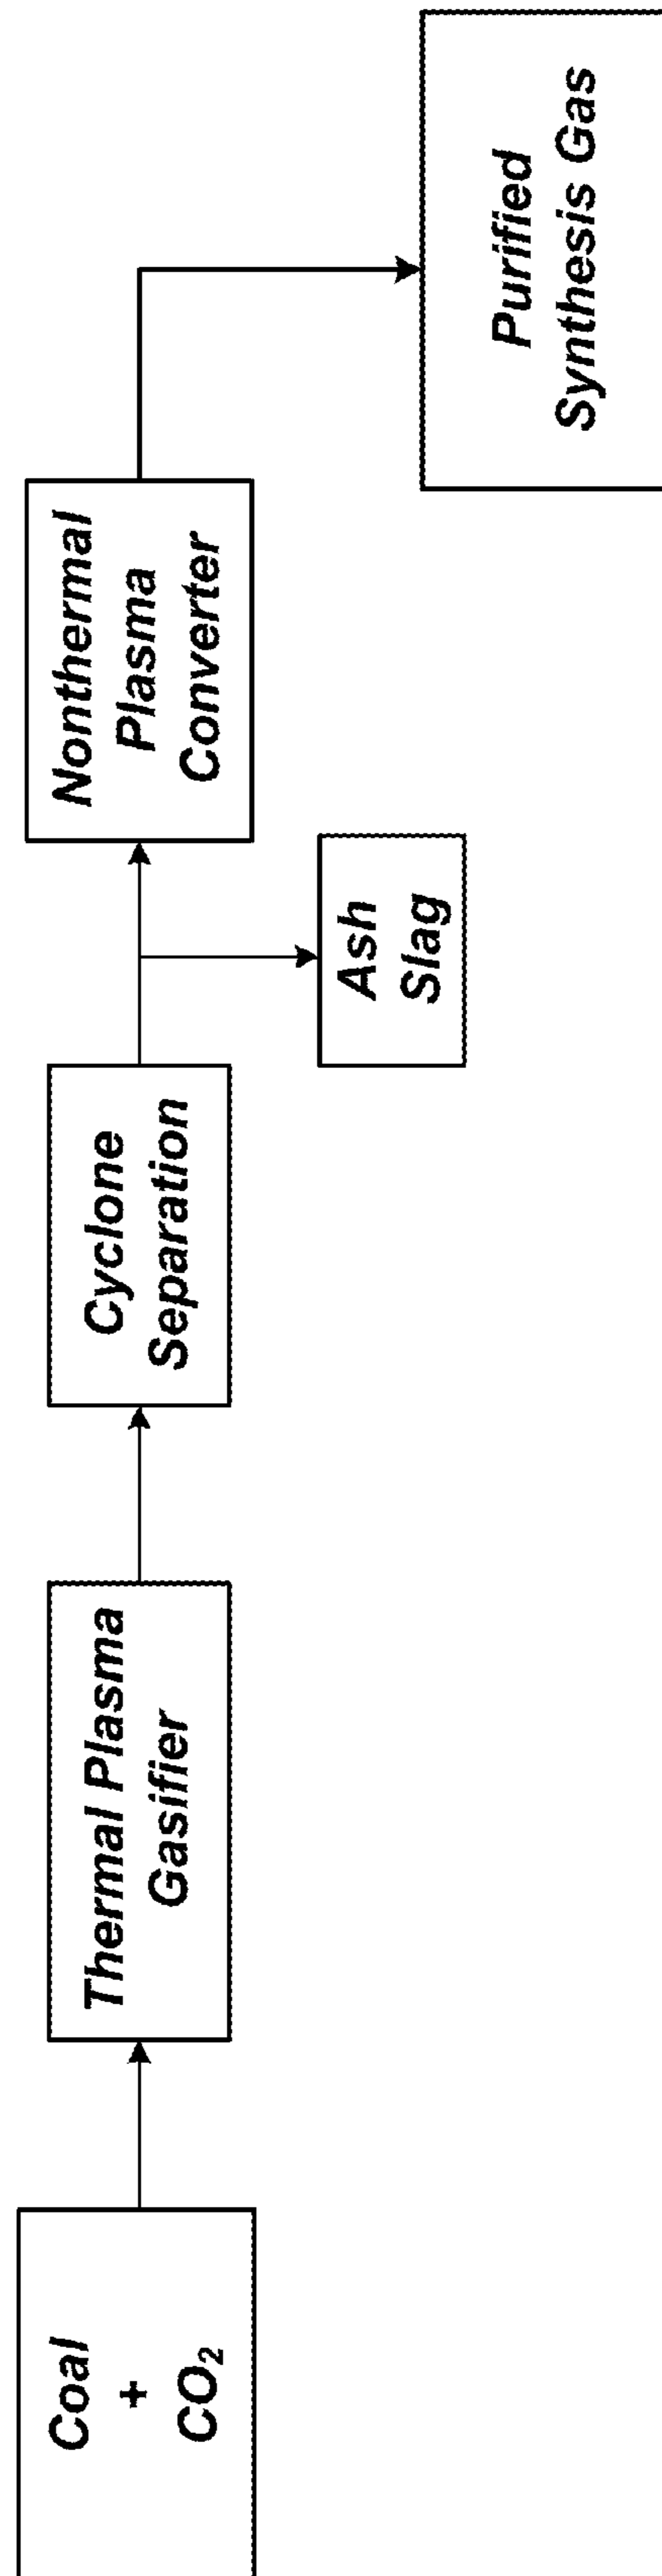 Coal
+
CO₂
Thermal Plasma
Gasifier
Cyclone
Separation
Ash
Slag
Nonthermal
Plasma
Converter
Purified
Synthesis Gas